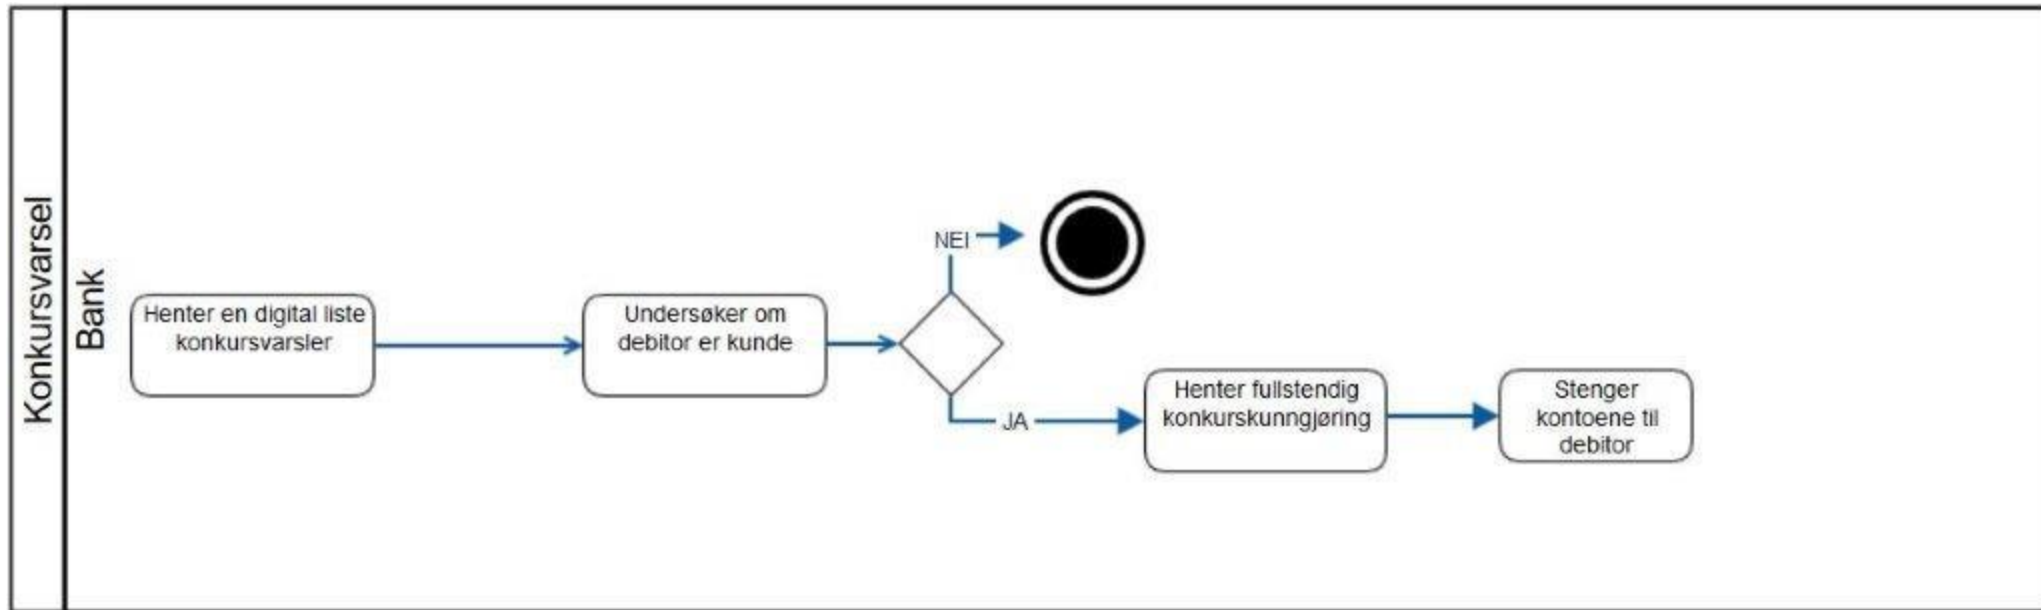 Konkursvarsel
Bank
Henter en digital liste
konkursvarsler
Undersøker om
debitor er kunde
NEI
JA
Henter fullstendig
konkurskunngjøring
Stenger
kontoene til
debitor